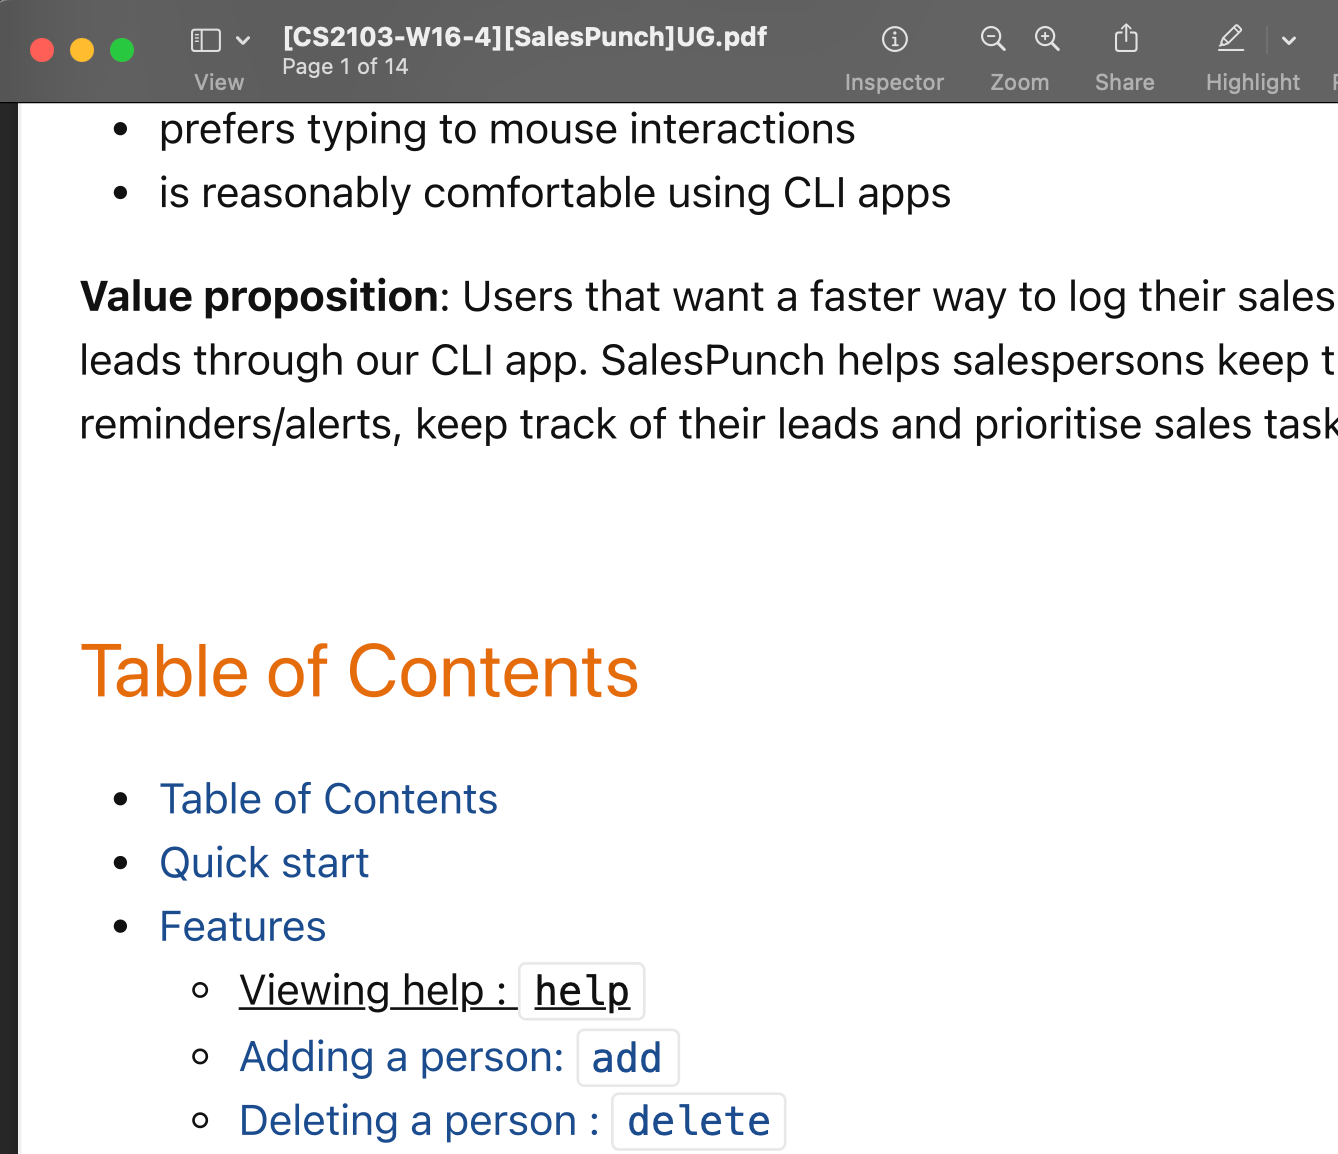 [CS2103-W16-4][SalesPunch]UG.pdf
Page 1 of 14
View
Inspector
Zoom
Share
Highlight
• prefers typing to mouse interactions
• is reasonably comfortable using CLI apps
Value proposition: Users that want a faster way to log their sales
leads through our CLI app. SalesPunch helps salespersons keep t
reminders/alerts, keep track of their leads and prioritise sales task
Table of Contents
• Table of Contents
• Quick start
• Features
◦ Viewing help : help
◦ Adding a person: add
◦ Deleting a person : delete